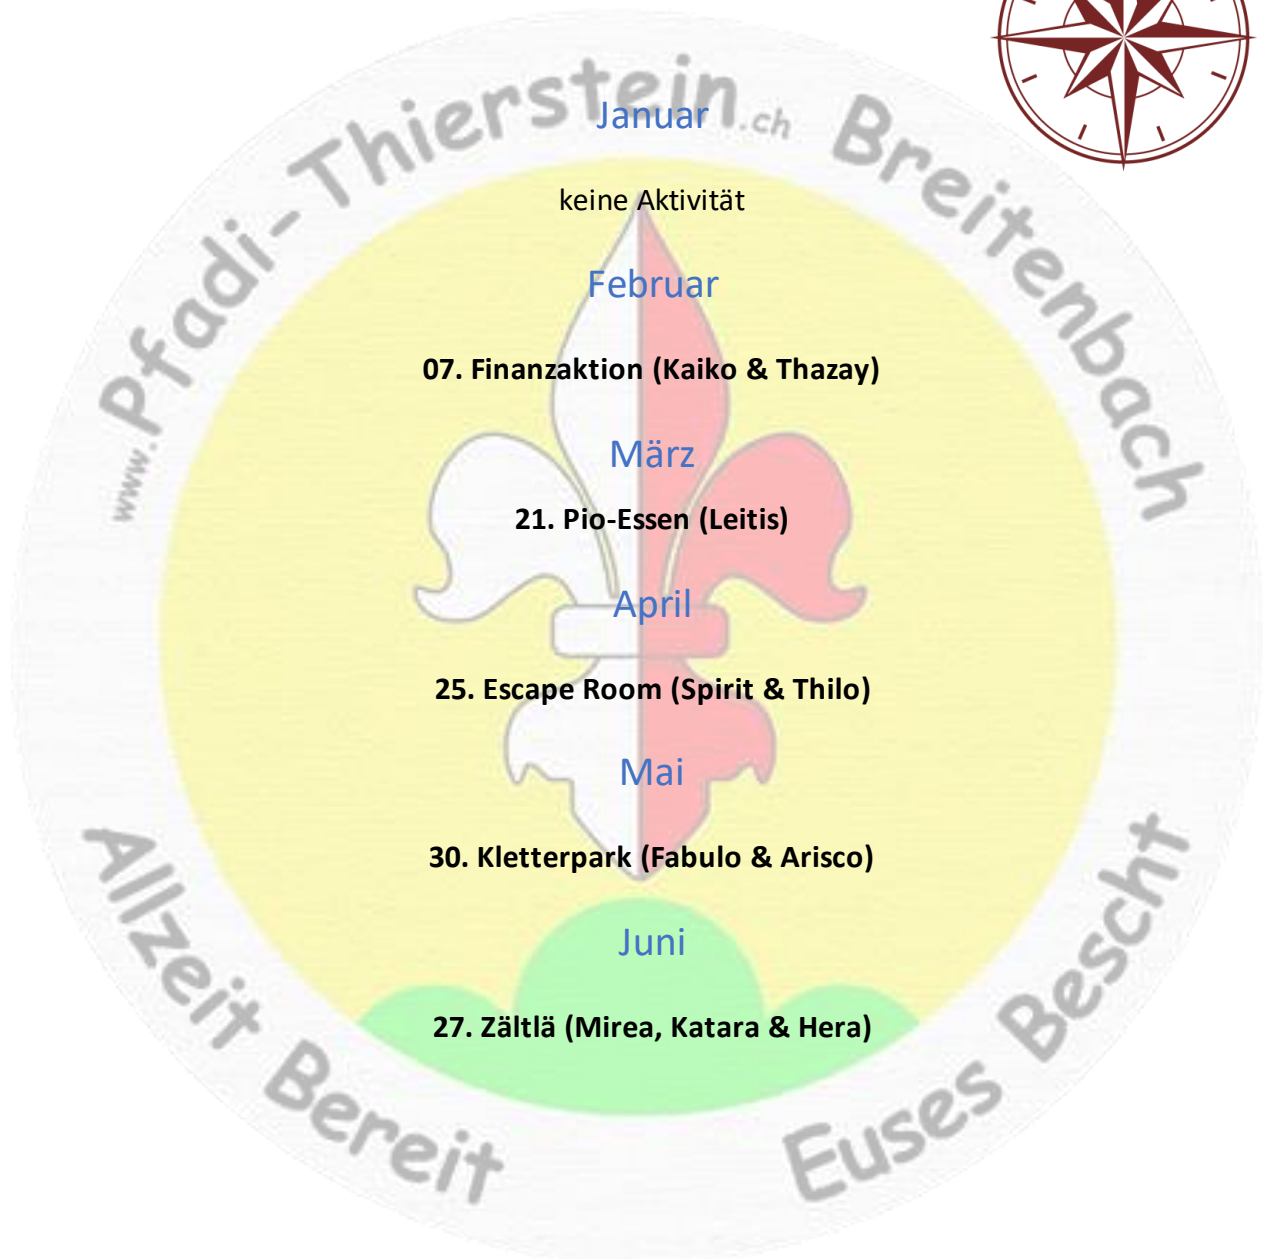 www.Pfadi-Thierstein.ch Breitenbach
Januar
keine Aktivität
Februar
07. Finanzaktion (Kaiko & Thazay)
März
21. Pio-Essen (Leitis)
April
25. Escape Room (Spirit & Thilo)
Mai
30. Kletterpark (Fabulo & Arisco)
Juni
27. Zältlä (Mirea, Katara & Hera)
Allzeit Bereit
Euses Bescht